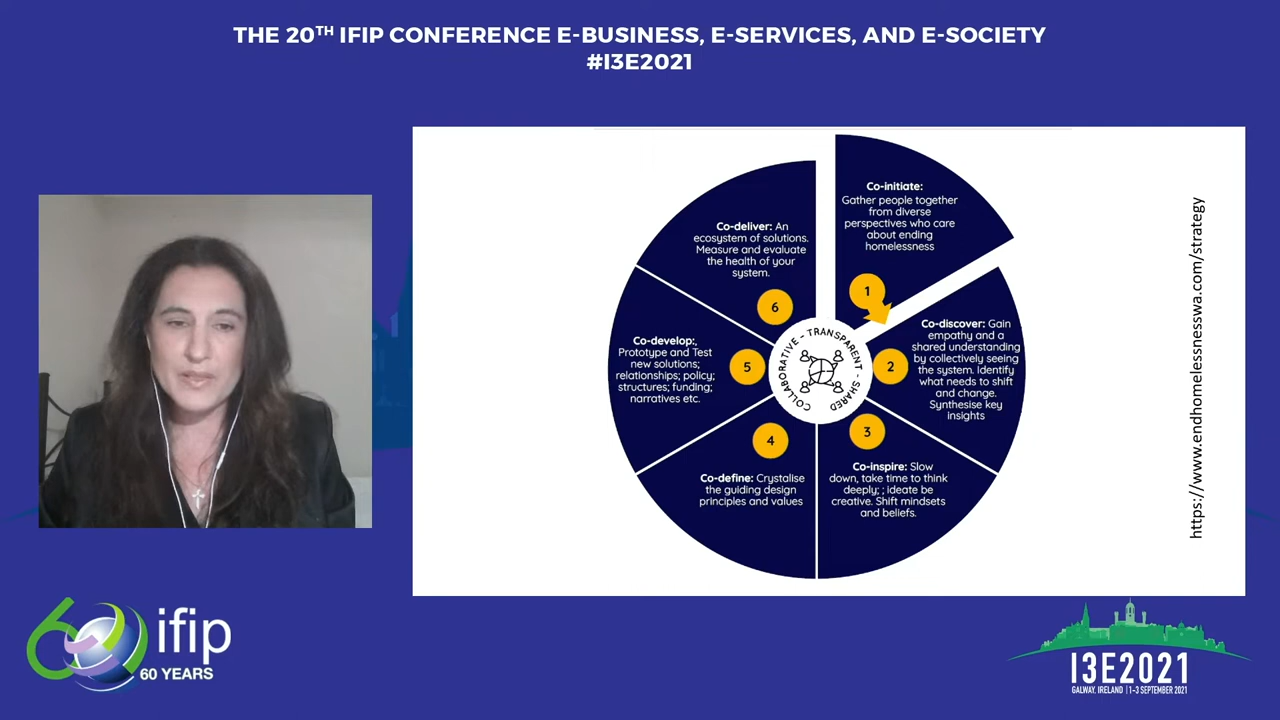 THE 20TH IFIP CONFERENCE E-BUSINESS, E-SERVICES, AND E-SOCIETY
#I3E2021
Co-initiate:
Gather people together
from diverse
perspectives who care
about ending
homelessness
1
Co-discover: Gain
empathy and a
shared understanding
by collectively seeing
the system. Identify
what needs to shift
and change.
Synthesise key
insights
2
3
Co-inspire: Slow
down, take time to think
deeply; ; ideate be
creative. Shift mindsets
and beliefs.
4
Co-define: Crystalise
the guiding design
principles and values
Co-develop:,
Prototype and Test
new solutions;
relationships; policy;
structures; funding;
narratives etc.
5
Co-deliver: An
ecosystem of solutions.
Measure and evaluate
the health of your
system.
6
COLLABORATIVE - TRANSPARENT - SHARED
https://www.endhomelessnesswa.com/strategy
60 ifip
60 YEARS
I3E2021
GALWAY, IRELAND | 1-3 SEPTEMBER 2021